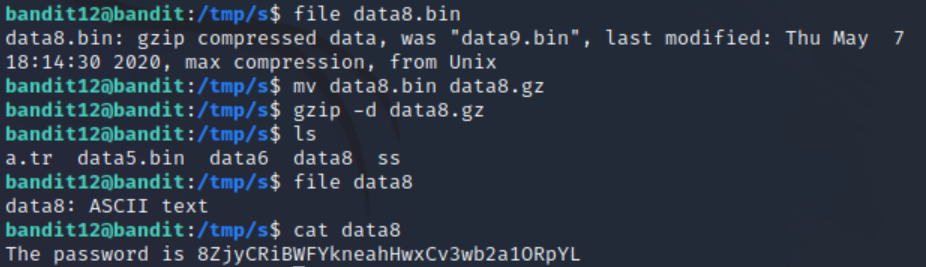 bandit12@bandit:/tmp/s$ file data8.bin
data8.bin: gzip compressed data, was "data9.bin", last modified: Thu May  7
18:14:30 2020, max compression, from Unix
bandit12@bandit:/tmp/s$ mv data8.bin data8.gz
bandit12@bandit:/tmp/s$ gzip -d data8.gz
bandit12@bandit:/tmp/s$ ls
a.tr  data5.bin  data6  data8  ss
bandit12@bandit:/tmp/s$ file data8
data8: ASCII text
bandit12@bandit:/tmp/s$ cat data8
The password is 8ZjyCRiBWFYkneahHwxCv3wb2a1ORpYL